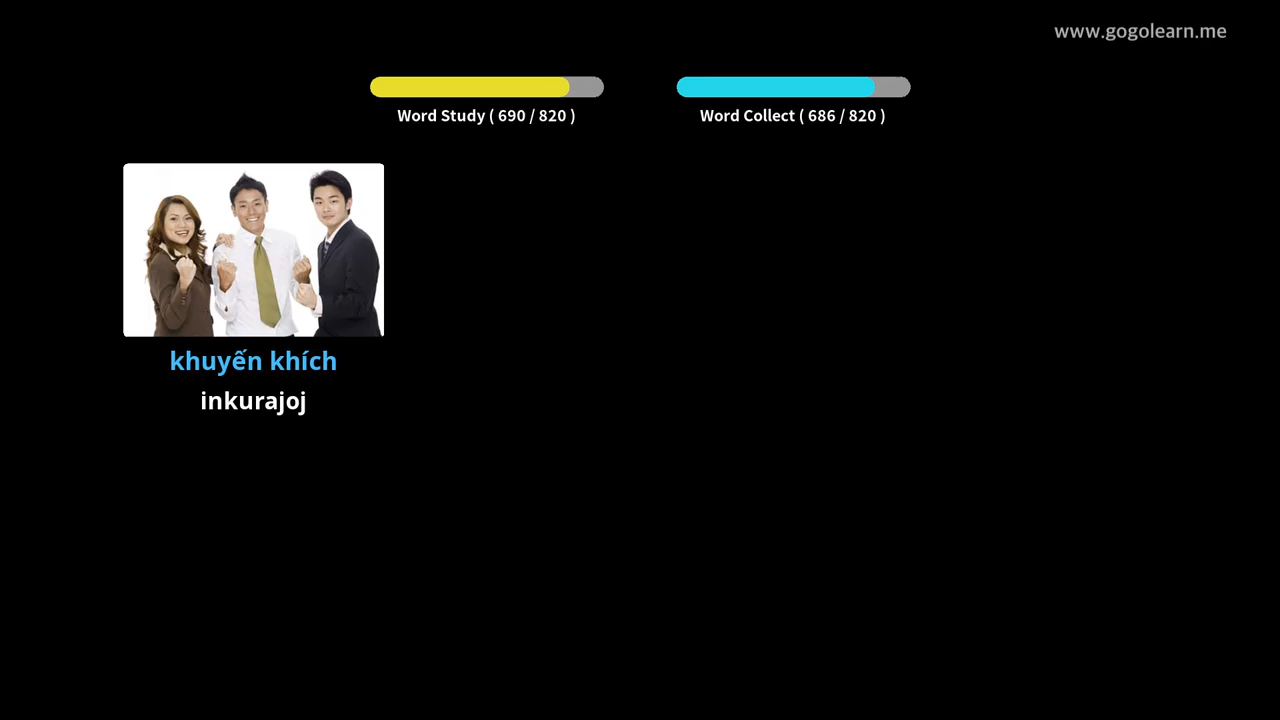 www.gogolearn.me
Word Study ( 690 / 820 )
Word Collect ( 686 / 820 )
khuyến khích
inkurajoj